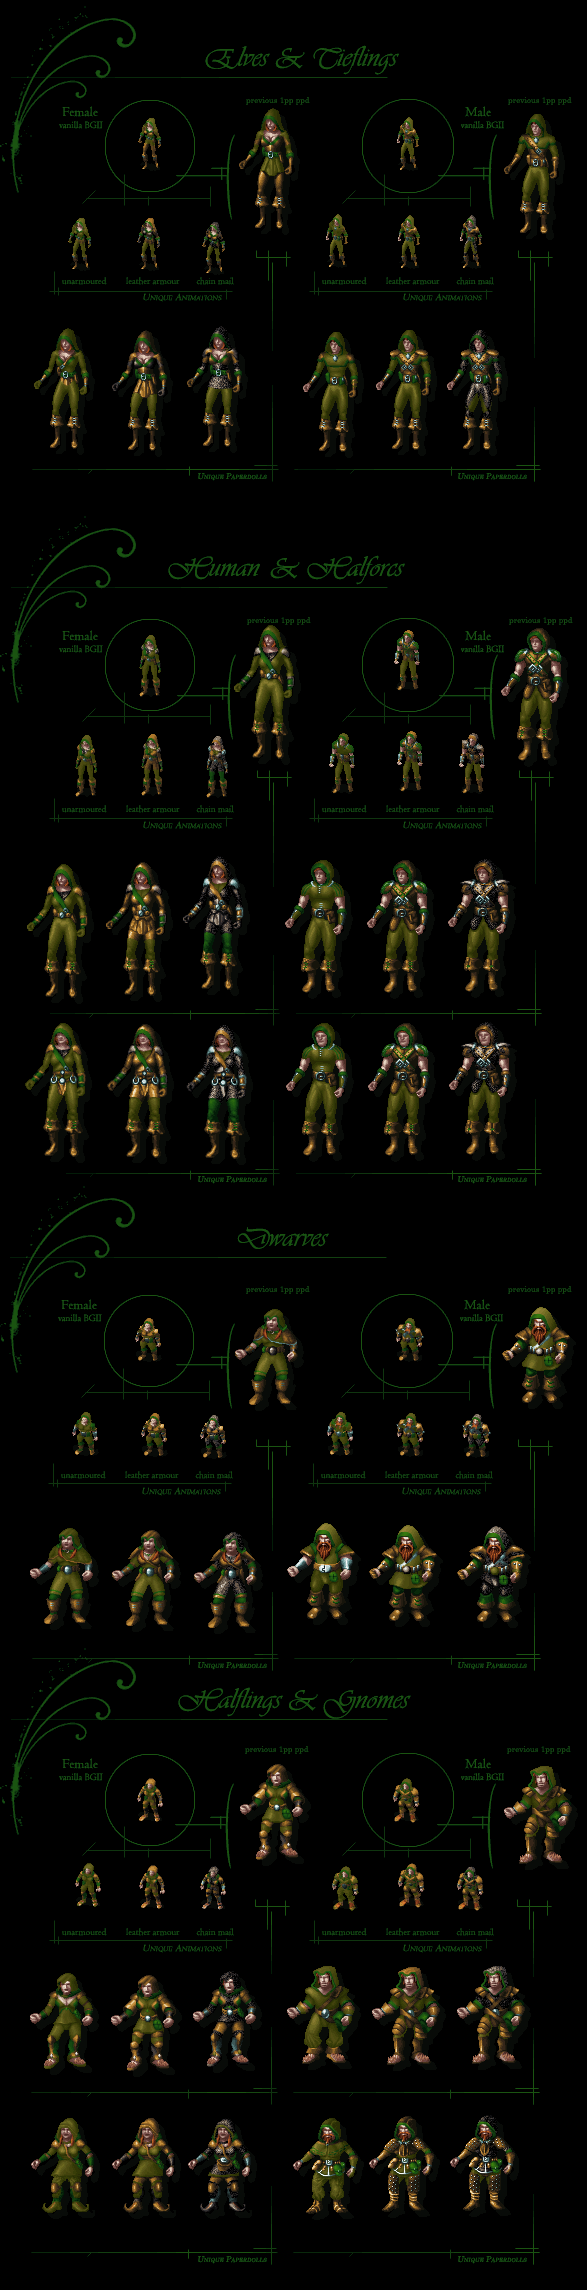 Elves & Tieflings
previous 1pp ppd
previous 1pp ppd
Female
vanilla BGII
Male
vanilla BGII
unarmoured leather armour chain mail
unarmoured leather armour chain mail
Unique Animations
Unique Animations
Unique Paperdolls
Unique Paperdolls
Human & Halforcs
previous 1pp ppd
previous 1pp ppd
Female
vanilla BGII
Male
vanilla BGII
unarmoured leather armour chain mail
unarmoured leather armour chain mail
Unique Animations
Unique Animations
Unique Paperdolls
Unique Paperdolls
Dwarves
previous 1pp ppd
previous 1pp ppd
Female
vanilla BGII
Male
vanilla BGII
unarmoured leather armour chain mail
unarmoured leather armour chain mail
Unique Animations
Unique Animations
Unique Paperdolls
Unique Paperdolls
Halflings & Gnomes
previous 1pp ppd
previous 1pp ppd
Female
vanilla BGII
Male
vanilla BGII
unarmoured leather armour chain mail
unarmoured leather armour chain mail
Unique Animations
Unique Animations
Unique Paperdolls
Unique Paperdolls